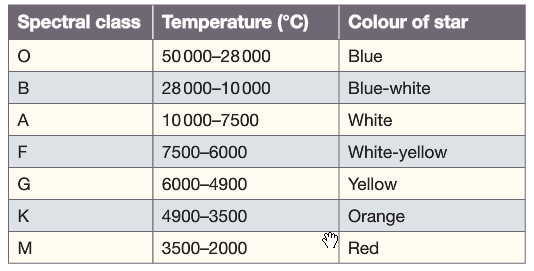 Spectral class Temperature (°C) Colour of star
O 50 000–28 000 Blue
B 28 000–10 000 Blue-white
A 10 000–7500 White
F 7500–6000 White-yellow
G 6000–4900 Yellow
K 4900–3500 Orange
M 3500–2000 Red